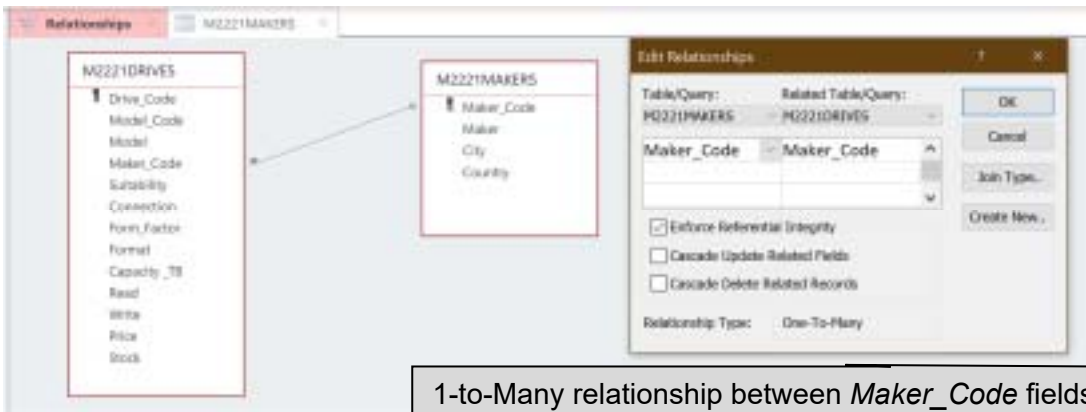 Relationships
M2221MAKERS
M2221DRIVES
Drive_Code
Model_Code
Model
Maker_Code
Suitability
Connection
Form_Factor
Format
Capacity_TB
Read
Write
Price
Stock
M2221MAKERS
Maker_Code
Maker
City
Country
Edit Relationships
? ×
Table/Query: Related Table/Query:
M2221MAKERS M2221DRIVES
Maker_Code Maker_Code
Enforce Referential Integrity
Cascade Update Related Fields
Cascade Delete Related Records
Relationship Type: One-To-Many
OK
Cancel
Join Type..
Create New..
1-to-Many relationship between Maker_Code fields